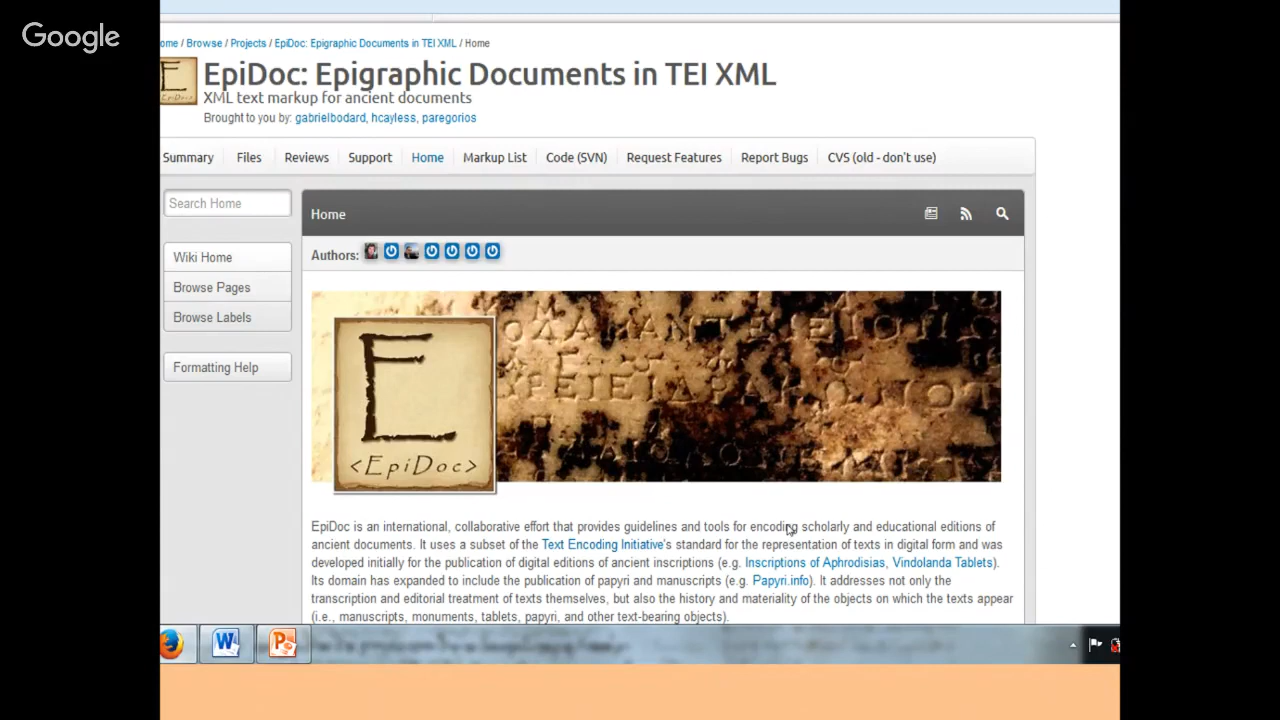 Google
ome / Browse / Projects / EpiDoc: Epigraphic Documents in TEI XML / Home
EpiDoc: Epigraphic Documents in TEI XML
XML text markup for ancient documents
Brought to you by: gabrielbodard, hcayless, paregorios
Summary Files Reviews Support Home Markup List Code (SVN) Request Features Report Bugs CVS (old - don't use)
Search Home
Home
Wiki Home
Authors:
Browse Pages
Browse Labels
Formatting Help
E
<EpiDoc>
EpiDoc is an international, collaborative effort that provides guidelines and tools for encoding scholarly and educational editions of
ancient documents. It uses a subset of the Text Encoding Initiative's standard for the representation of texts in digital form and was
developed initially for the publication of digital editions of ancient inscriptions (e.g. Inscriptions of Aphrodisias, Vindolanda Tablets).
Its domain has expanded to include the publication of papyri and manuscripts (e.g. Papyri.info). It addresses not only the
transcription and editorial treatment of texts themselves, but also the history and materiality of the objects on which the texts appear
(i.e., manuscripts, monuments, tablets, papyri, and other text-bearing objects).